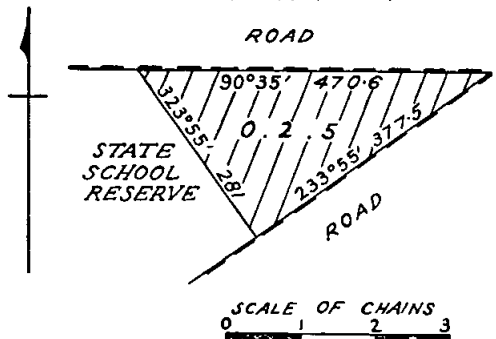 ROAD
90°35' 470.6
323°55' 281
0.2.5
233°55' 377.5
STATE
SCHOOL
RESERVE
ROAD
SCALE OF CHAINS
0 1 2 3